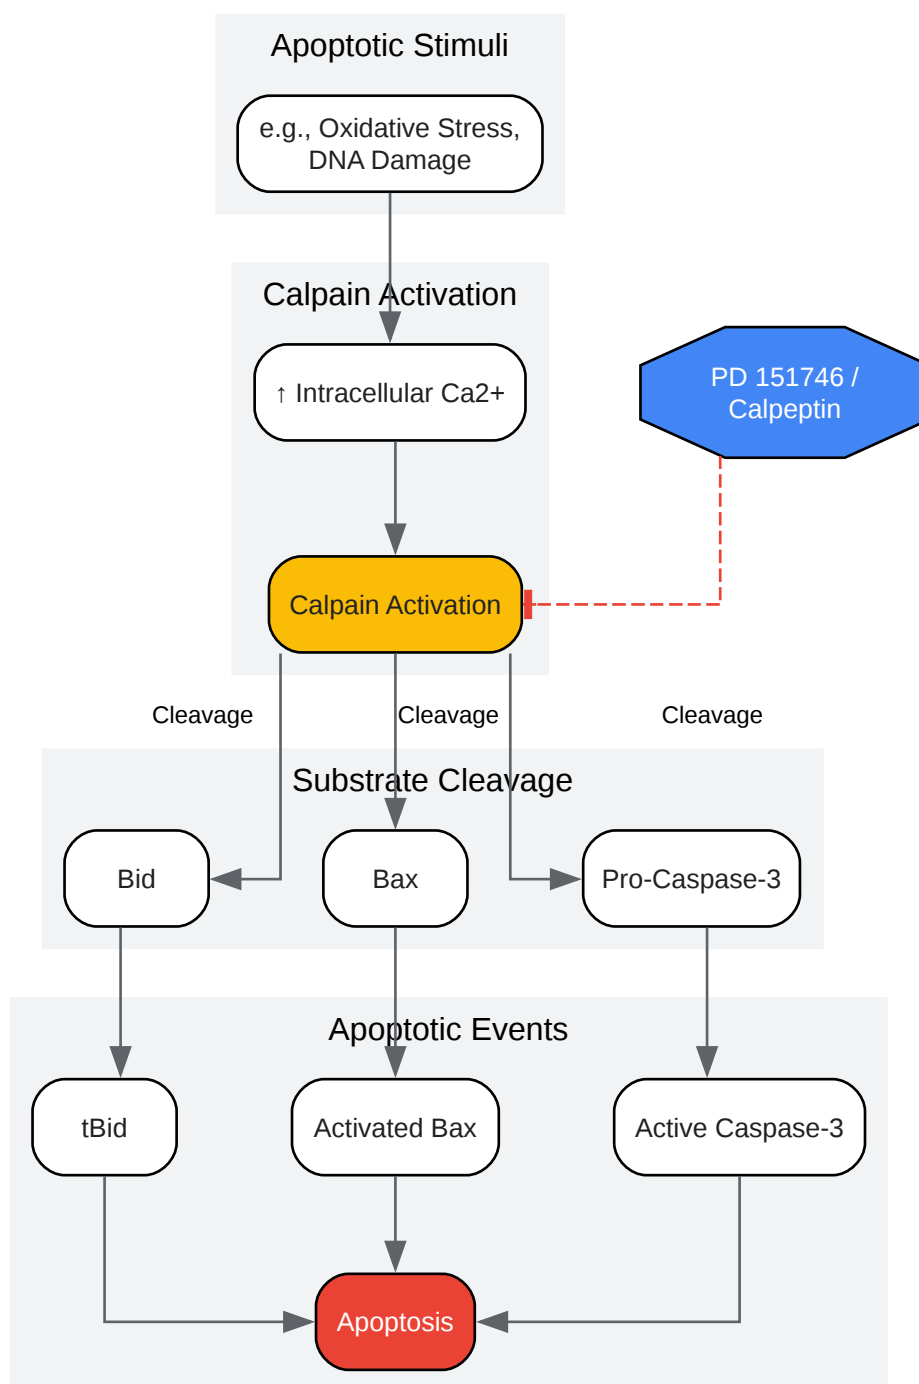 Apoptotic Stimuli
e.g., Oxidative Stress,
DNA Damage
Calpain Activation
↑ Intracellular Ca2+
PD 151746 /
Calpeptin
Calpain Activation
Cleavage
Cleavage
Cleavage
Substrate Cleavage
Bid
Bax
Pro-Caspase-3
Apoptotic Events
tBid
Activated Bax
Active Caspase-3
Apoptosis